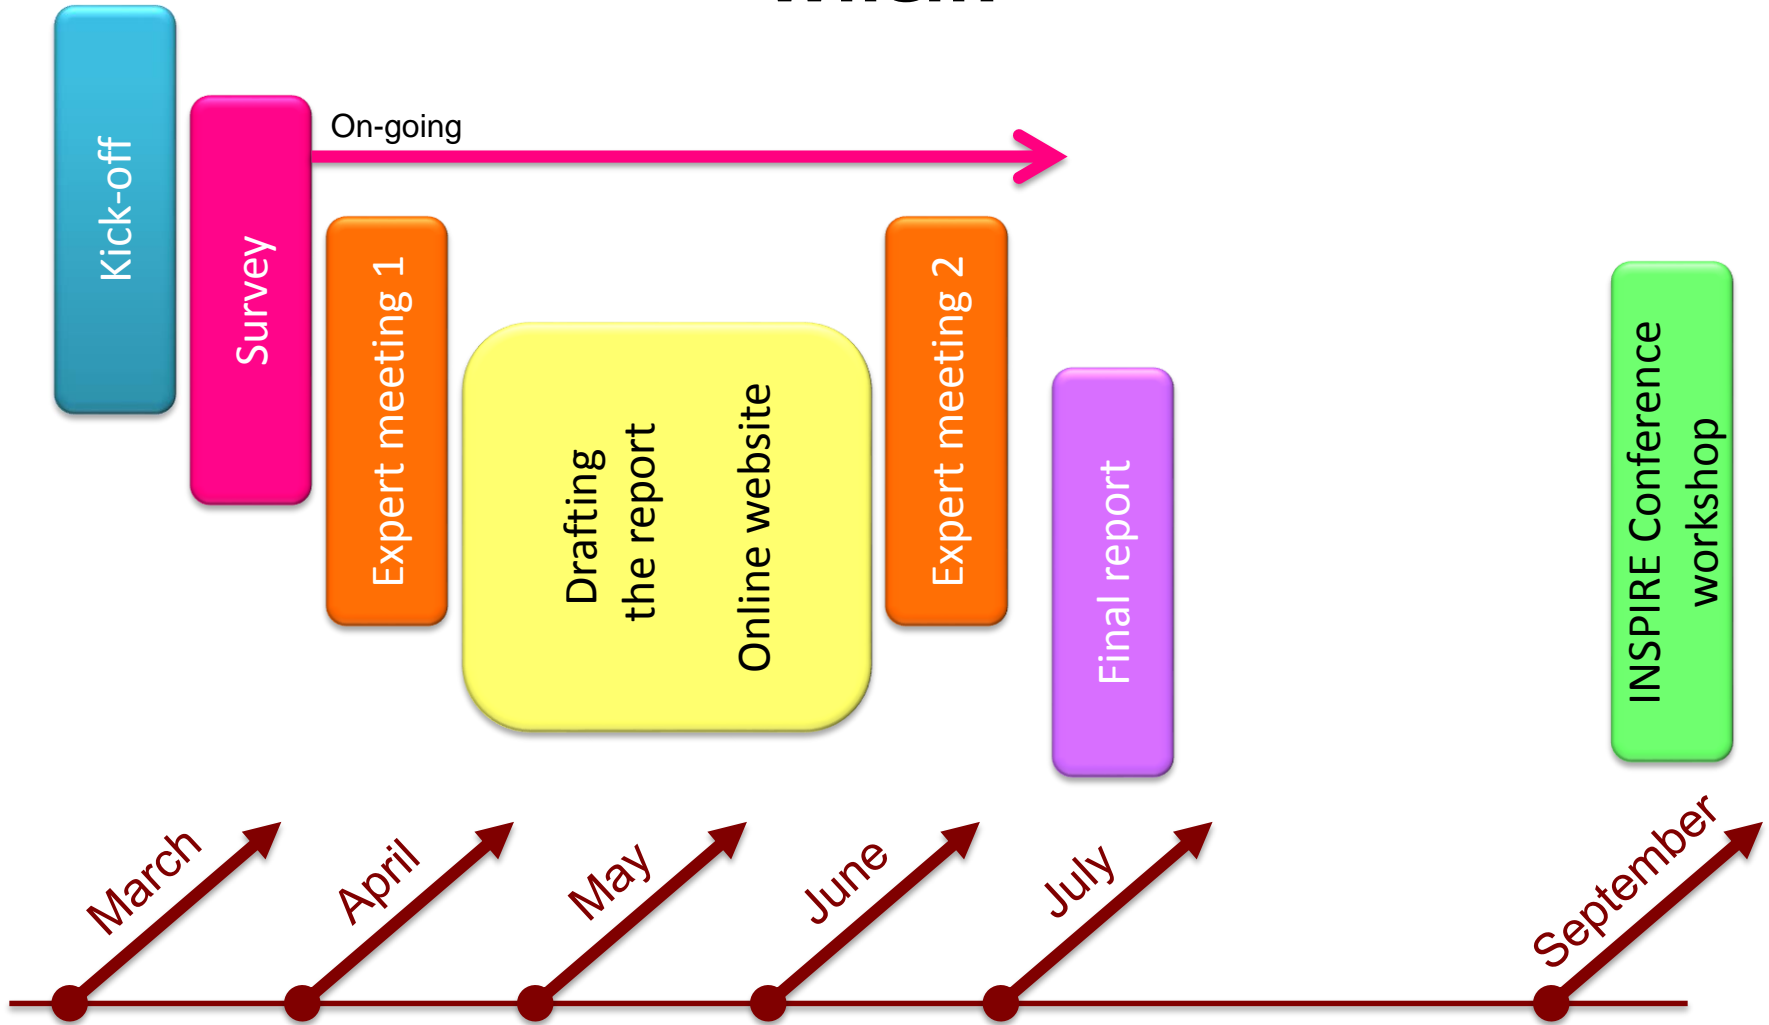 Kick-off
Survey
On-going
Expert meeting 1
Drafting
the report
Online website
Expert meeting 2
Final report
INSPIRE Conference
workshop
March
April
May
June
July
September